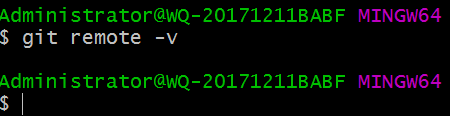 Administrator@WQ-20171211BABF MINGW64
$ git remote -v
Administrator@WQ-20171211BABF MINGW64
$